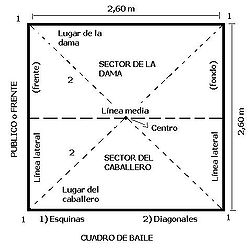 1
2,60 m
1
Lugar de la
dama
SECTOR DE LA
DAMA
(frente)
2
(fondo)
Línea media
2,60 m
PUBLICO o FRENTE
Centro
Línea lateral
2
SECTOR DEL
CABALLERO
Línea lateral
Lugar del
caballero
1
1) Esquinas
2) Diagonales
1
CUADRO DE BAILE